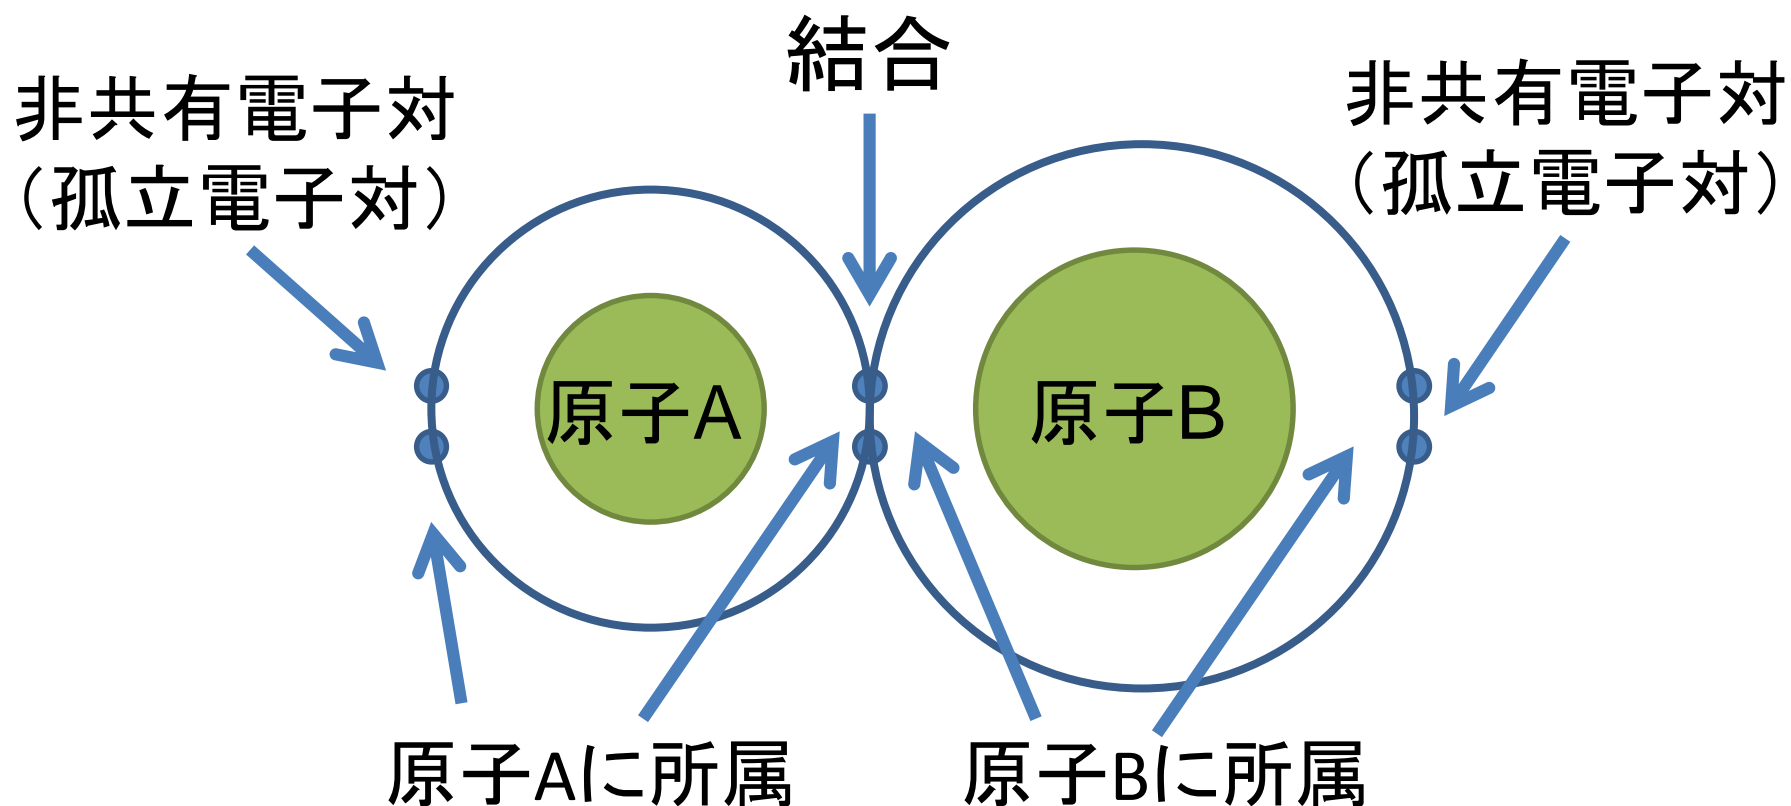 結合
非共有電子対
（孤立電子対）
非共有電子対
（孤立電子対）
原子A
原子B
原子Aに所属
原子Bに所属